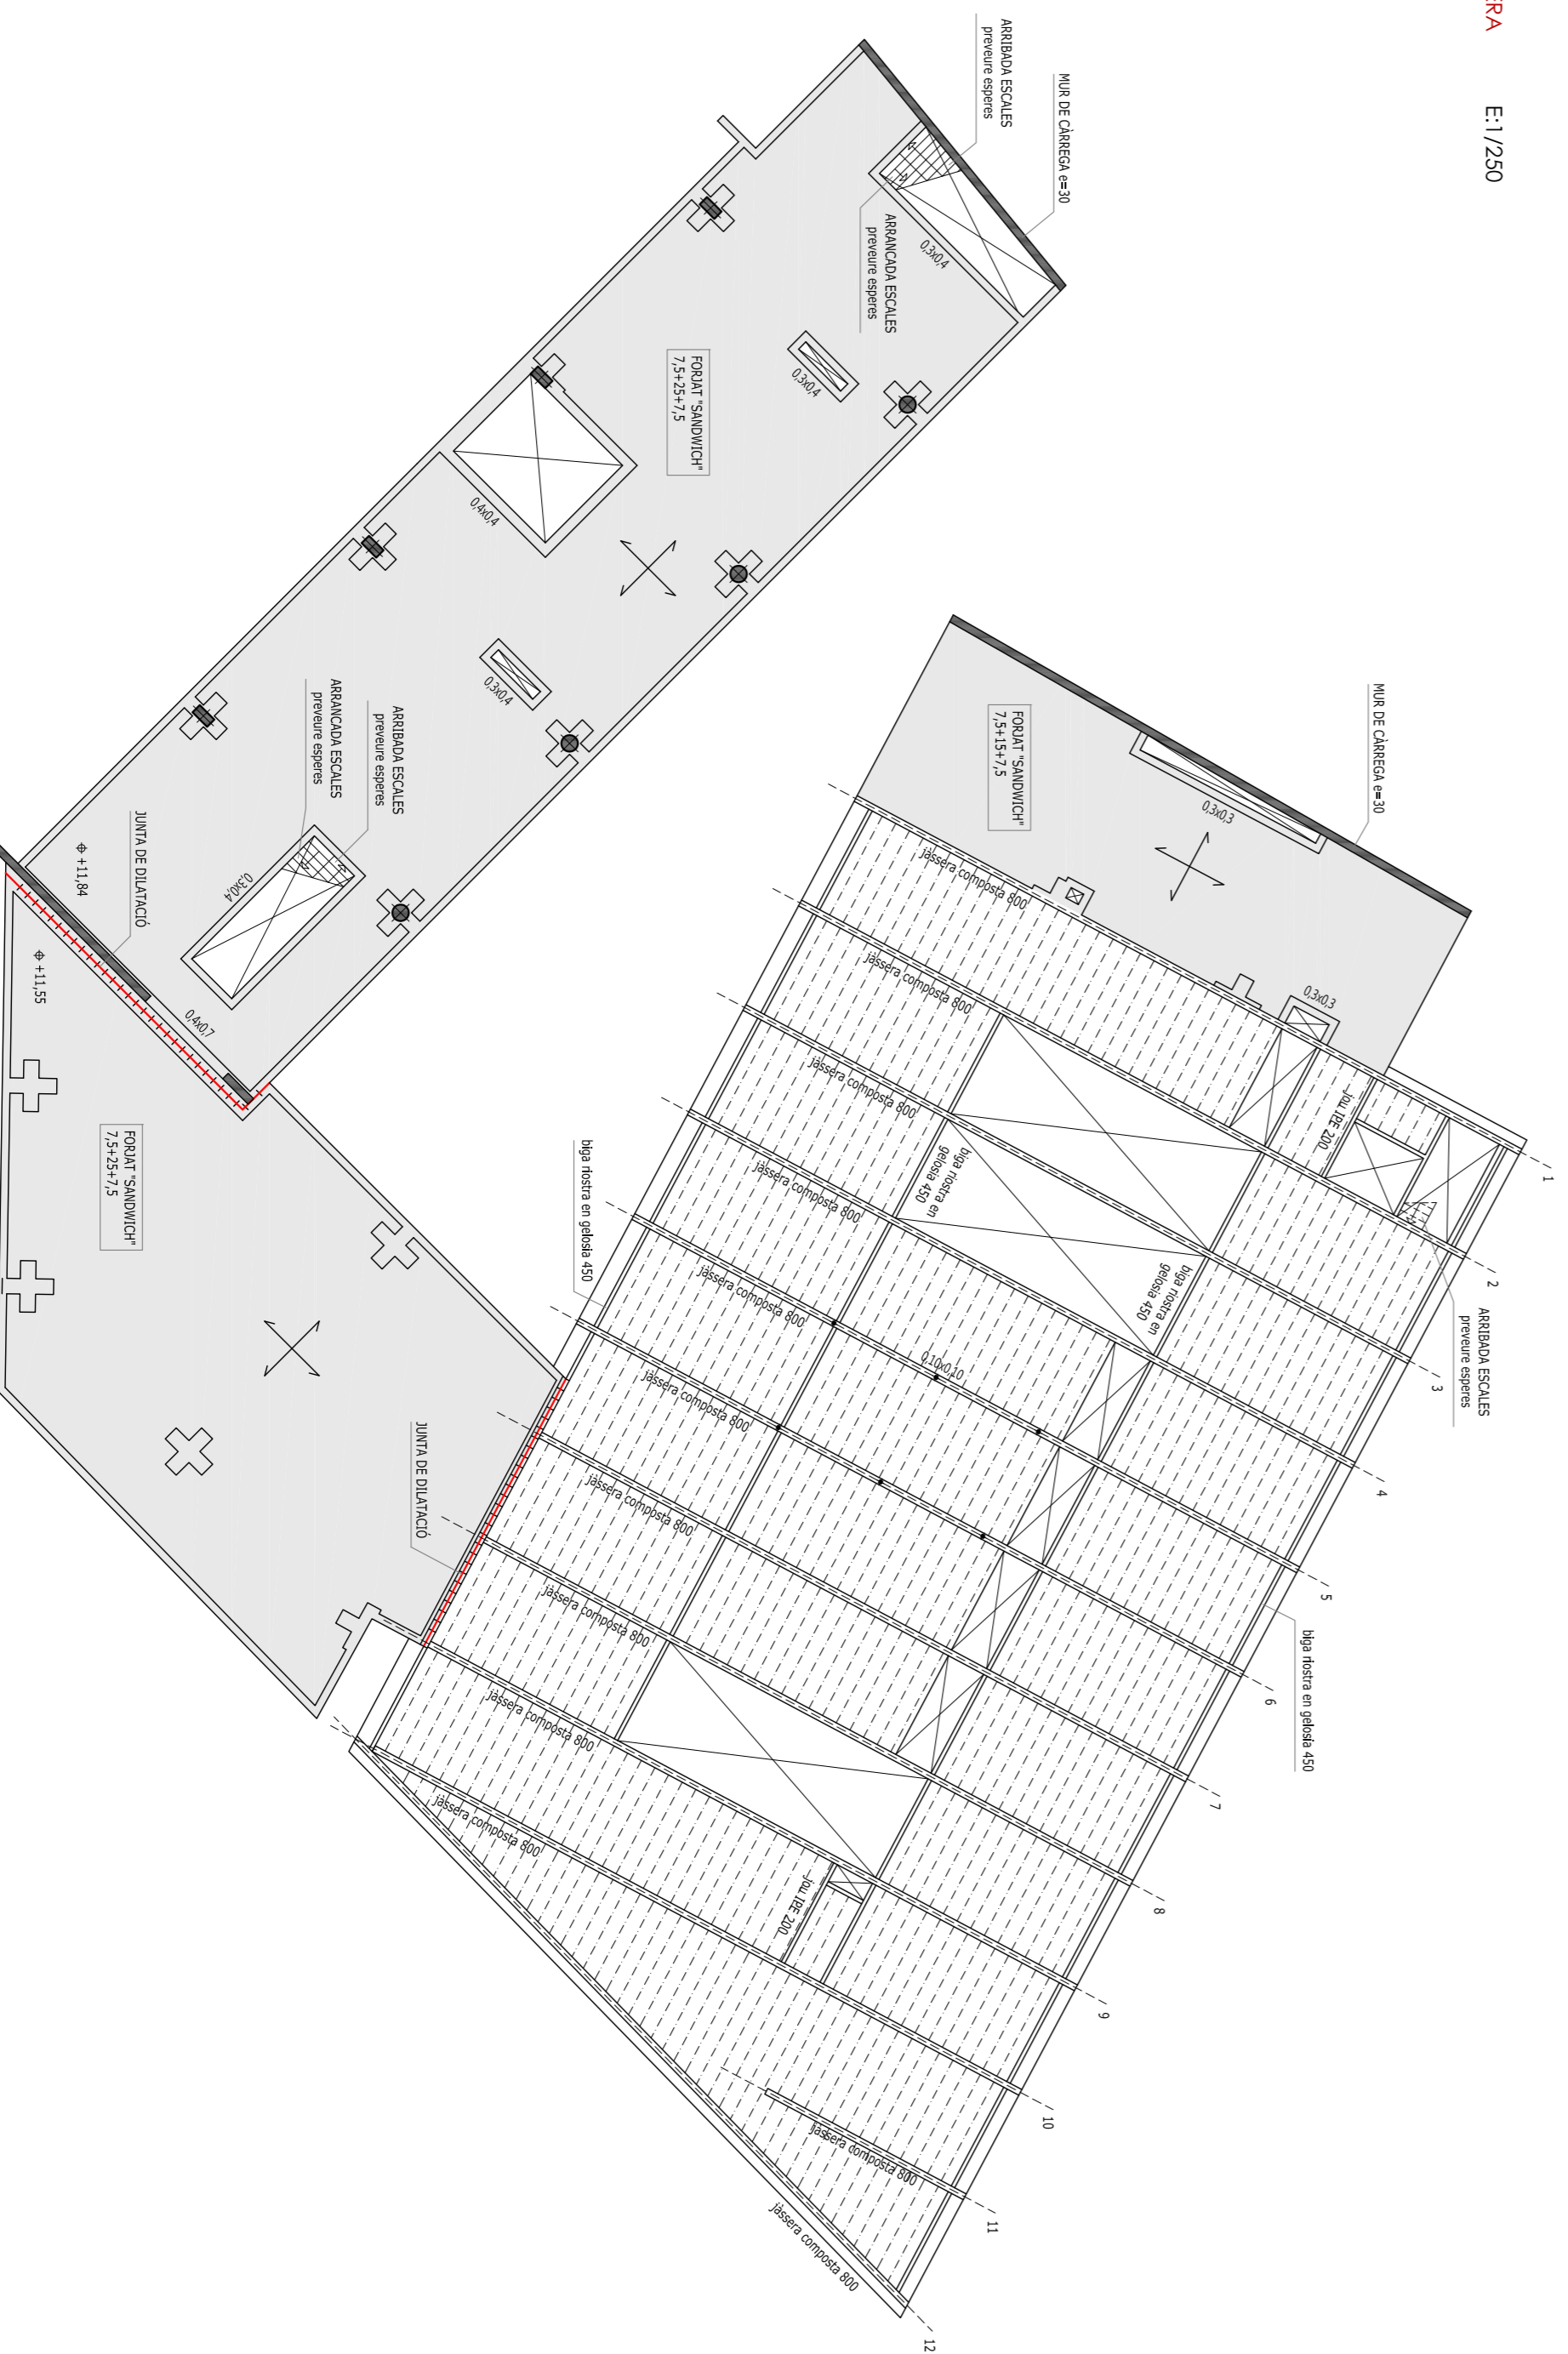 ERA
E:1/250
ARRIBADA ESCALES
preveure esperes
MUR DE CÀRREGA e=30
ARRANCADA ESCALES
preveure esperes
0,3x0,4
FORJAT "SANDWICH"
7,5+25+7,5
0,3x0,4
0,4x0,4
0,3x0,4
ARRIBADA ESCALES
preveure esperes
ARRANCADA ESCALES
preveure esperes
0,3x0,4
JUNTA DE DILATACIÓ
+11,84
+11,55
0,4x0,7
FORJAT "SANDWICH"
7,5+25+7,5
MUR DE CÀRREGA e=30
FORJAT "SANDWICH"
7,5+15+7,5
0,3x0,3
0,3x0,3
jàssera composta 800
jàssera composta 800
jàssera composta 800
jàssera composta 800
jàssera composta 800
jàssera composta 800
jàssera composta 800
jàssera composta 800
jàssera composta 800
jàssera composta 800
jàssera composta 800
jàssera composta 800
jou IPE 200
jou IPE 200
biga riostra en
gelosia 450
biga riostra en
gelosia 450
biga riostra en gelosia 450
biga riostra en gelosia 450
0,10x0,10
ARRIBADA ESCALES
preveure esperes
JUNTA DE DILATACIÓ
1
2
3
4
5
6
7
8
9
10
11
12